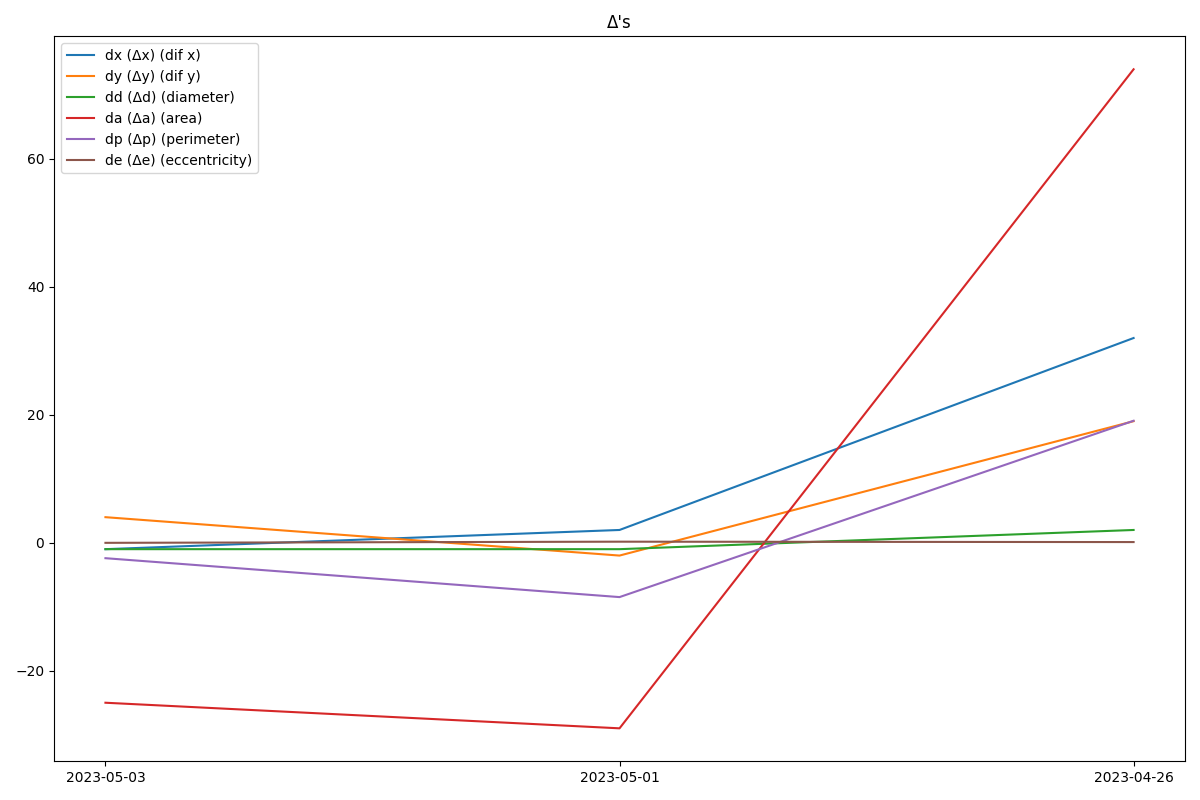 Δ's
dx (Δx) (dif x)
dy (Δy) (dif y)
dd (Δd) (diameter)
da (Δa) (area)
dp (Δp) (perimeter)
de (Δe) (eccentricity)
60
40
20
0
−20
2023-05-03 2023-05-01 2023-04-26